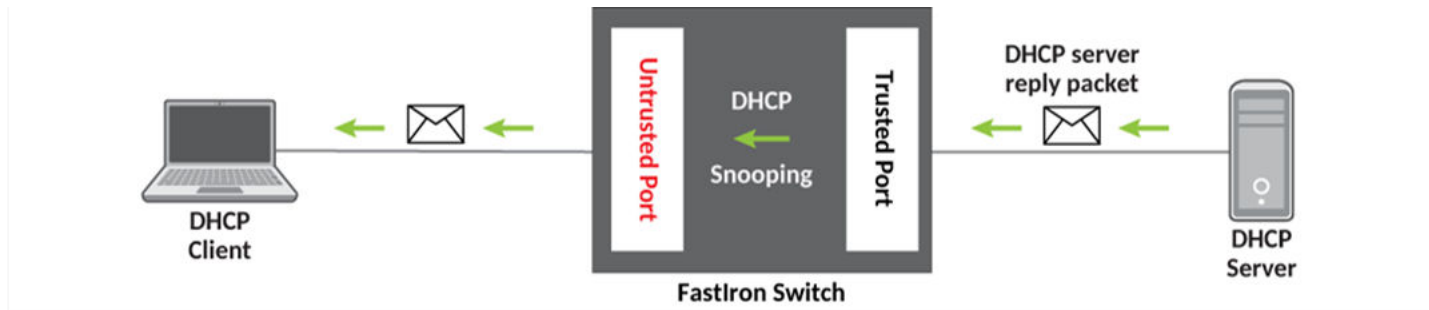 DHCP
Client
Untrusted Port
DHCP
Snooping
Trusted Port
FastIron Switch
DHCP server
reply packet
DHCP
Server